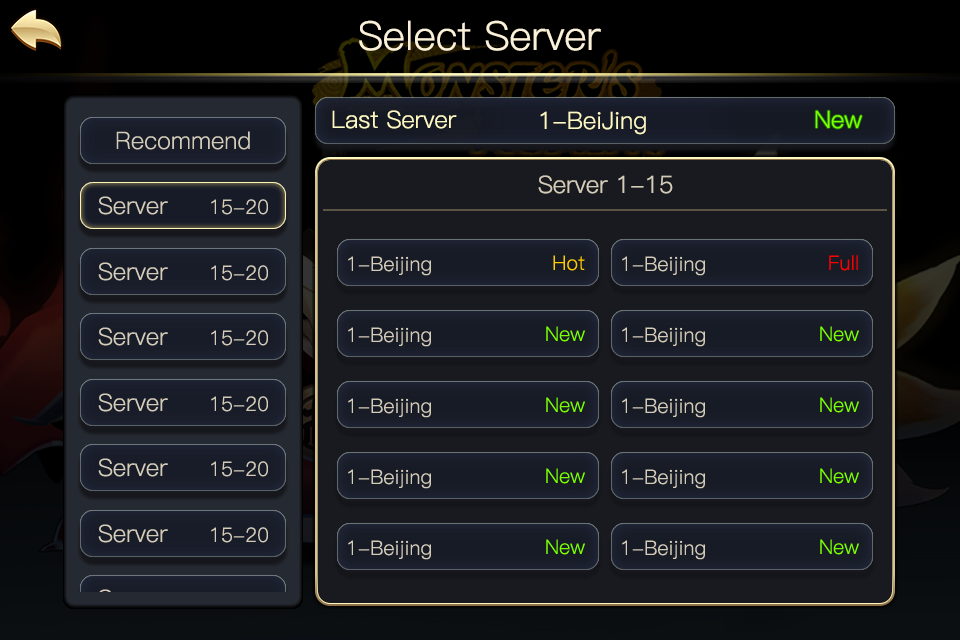 Select Server
MONSTER'S
Recommend
Server 15-20
Server 15-20
Server 15-20
Server 15-20
Server 15-20
Server 15-20
Last Server 1-BeiJing New
Server 1-15
1-Beijing Hot 1-Beijing Full
1-Beijing New 1-Beijing New
1-Beijing New 1-Beijing New
1-Beijing New 1-Beijing New
1-Beijing New 1-Beijing New